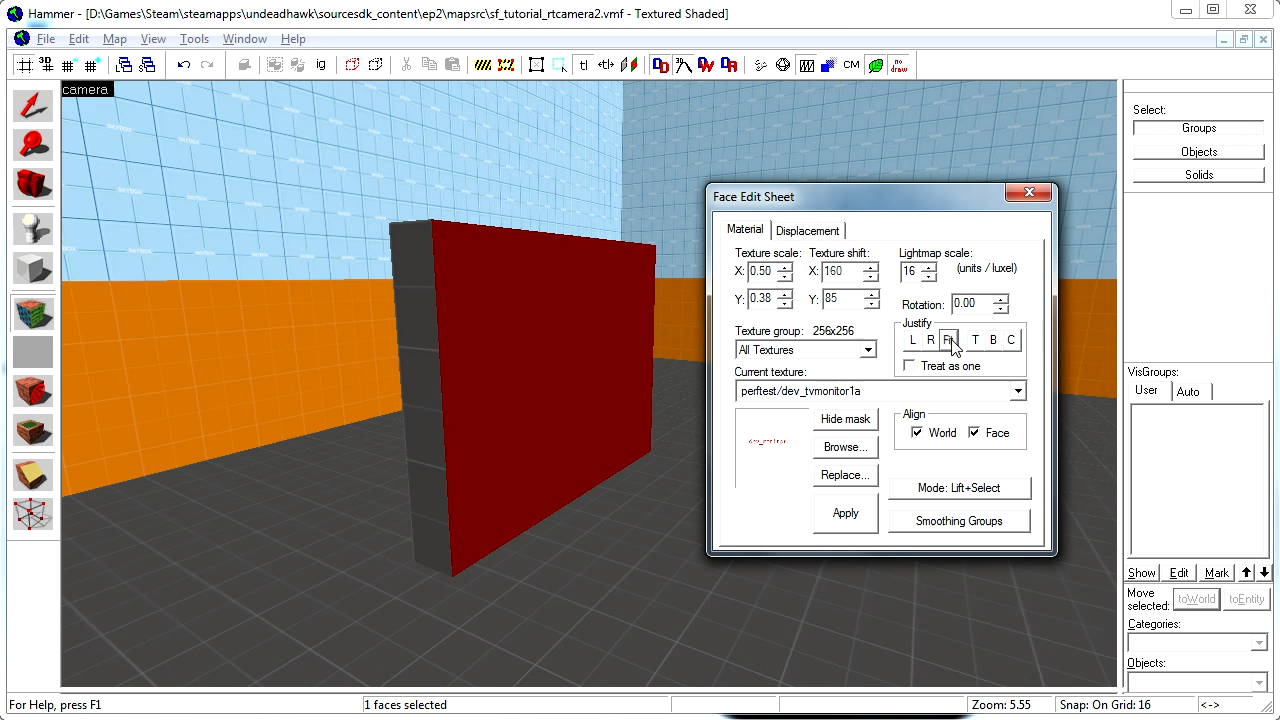 Hammer - [D:\Games\Steam\steamapps\undeadhawk\sourcesdk_content\ep2\mapsrc\sf_tutorial_rtcamera2.vmf - Textured Shaded]
File Edit Map View Tools Window Help
ig tl CM no draw
camera
Select:
Groups
Objects
Solids
Face Edit Sheet
Material Displacement
Texture scale: Texture shift: Lightmap scale:
X: 0.50 X: 160 16 (units / luxel)
Y: 0.38 Y: 85 Rotation: 0.00
Justify
Texture group: 256x256
L R T B C
All Textures
Treat as one
Current texture:
perftest/dev_tvmonitor1a
Hide mask
Align
World Face
dev_monitor
Browse...
Replace...
Mode: Lift+Select
Apply
Smoothing Groups
VisGroups:
User Auto
Show Edit Mark
Move selected: toWorld toEntity
Categories:
Objects:
For Help, press F1 1 faces selected Zoom: 5.55 Snap: On Grid: 16 <->